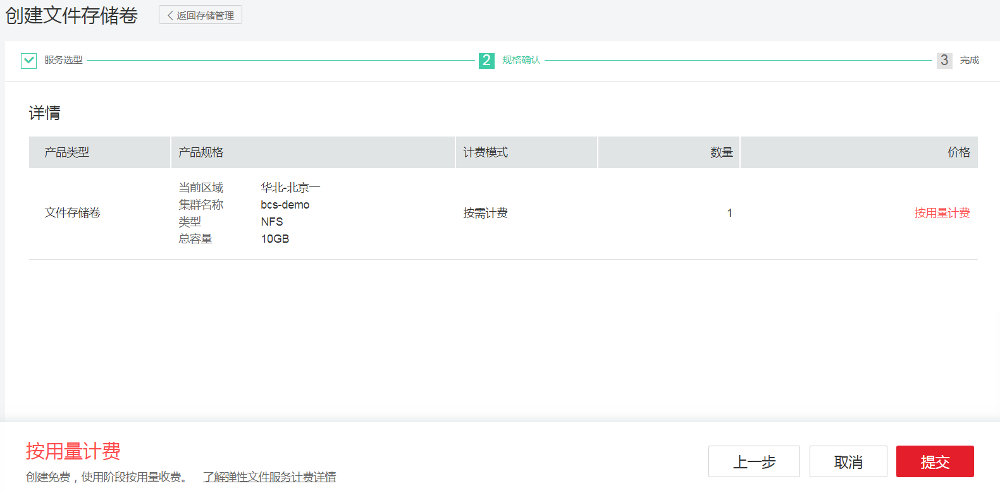 创建文件存储卷 返回存储管理
服务选型 2 规格确认 3 完成
详情
产品类型 产品规格 计费模式 数量 价格
当前区域 华北-北京一
集群名称 bcs-demo
文件存储卷 按需计费 1 按用量计费
类型 NFS
总容量 10GB
按用量计费
创建免费，使用阶段按用量收费。 了解弹性文件服务计费详情
上一步 取消 提交